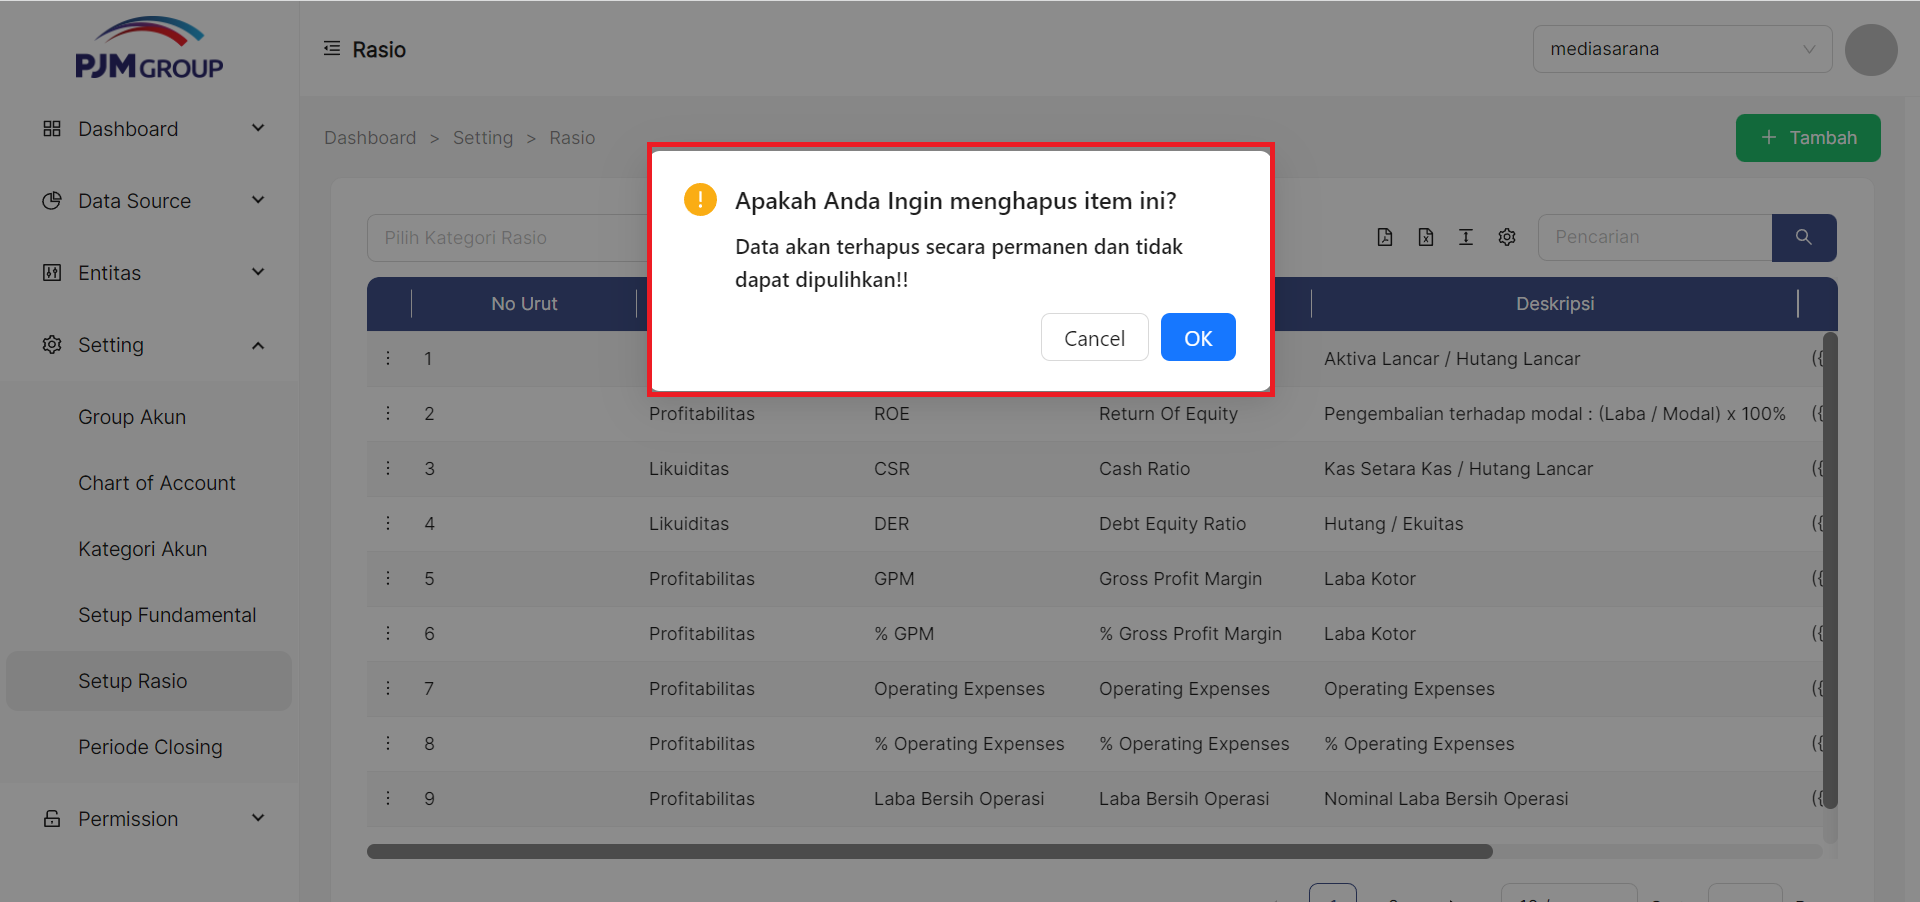 PJM GROUP
Rasio
mediasarana
Dashboard
Data Source
Entitas
Setting
Group Akun
Chart of Account
Kategori Akun
Setup Fundamental
Setup Rasio
Periode Closing
Permission
Dashboard > Setting > Rasio
+ Tambah
Apakah Anda Ingin menghapus item ini?
Data akan terhapus secara permanen dan tidak
dapat dipulihkan!!
Cancel OK
Pilih Kategori Rasio
Pencarian
No Urut Deskripsi
1 Aktiva Lancar / Hutang Lancar ({
2 Profitabilitas ROE Return Of Equity Pengembalian terhadap modal : (Laba / Modal) x 100% ({
3 Likuiditas CSR Cash Ratio Kas Setara Kas / Hutang Lancar ({
4 Likuiditas DER Debt Equity Ratio Hutang / Ekuitas ({
5 Profitabilitas GPM Gross Profit Margin Laba Kotor ({
6 Profitabilitas % GPM % Gross Profit Margin Laba Kotor ({
7 Profitabilitas Operating Expenses Operating Expenses Operating Expenses ({
8 Profitabilitas % Operating Expenses % Operating Expenses % Operating Expenses ({
9 Profitabilitas Laba Bersih Operasi Laba Bersih Operasi Nominal Laba Bersih Operasi ({